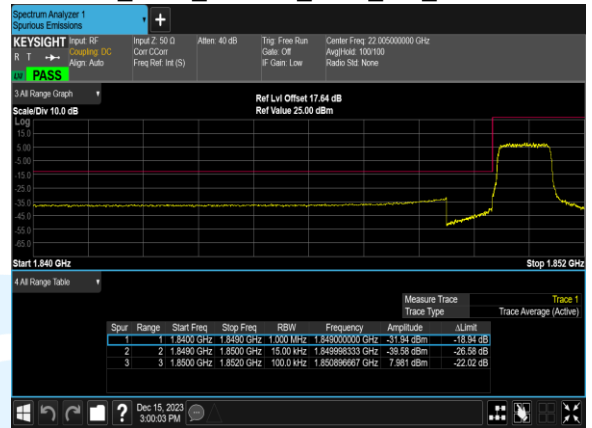 Spectrum Analyzer 1
Spurious Emissions
+
KEYSIGHT Input: RF Input Z: 50 Ω Atten: 40 dB Trig: Free Run Center Freq: 22.005000000 GHz
Coupling: DC Corr CCorr Gate: Off Avg|Hold: 100/100
R T Align: Auto Freq Ref: Int (S) IF Gain: Low Radio Std: None
PASS
3 All Range Graph Ref Lvl Offset 17.64 dB
Scale/Div 10.0 dB Ref Value 25.00 dBm
Log
15.0
5.00
-5.00
-15.0
-25.0
-35.0
-45.0
-55.0
-65.0
Start 1.840 GHz Stop 1.852 GHz
4 All Range Table
Measure Trace Trace 1
Trace Type Trace Average (Active)
Spur Range Start Freq Stop Freq RBW Frequency Amplitude ΔLimit
1 1 1.8400 GHz 1.8490 GHz 1.000 MHz 1.849000000 GHz -31.94 dBm -18.94 dB
2 2 1.8490 GHz 1.8500 GHz 15.00 kHz 1.849998333 GHz -39.58 dBm -26.58 dB
3 3 1.8500 GHz 1.8520 GHz 100.0 kHz 1.850896667 GHz 7.981 dBm -22.02 dB
? Dec 15, 2023
3:00:03 PM